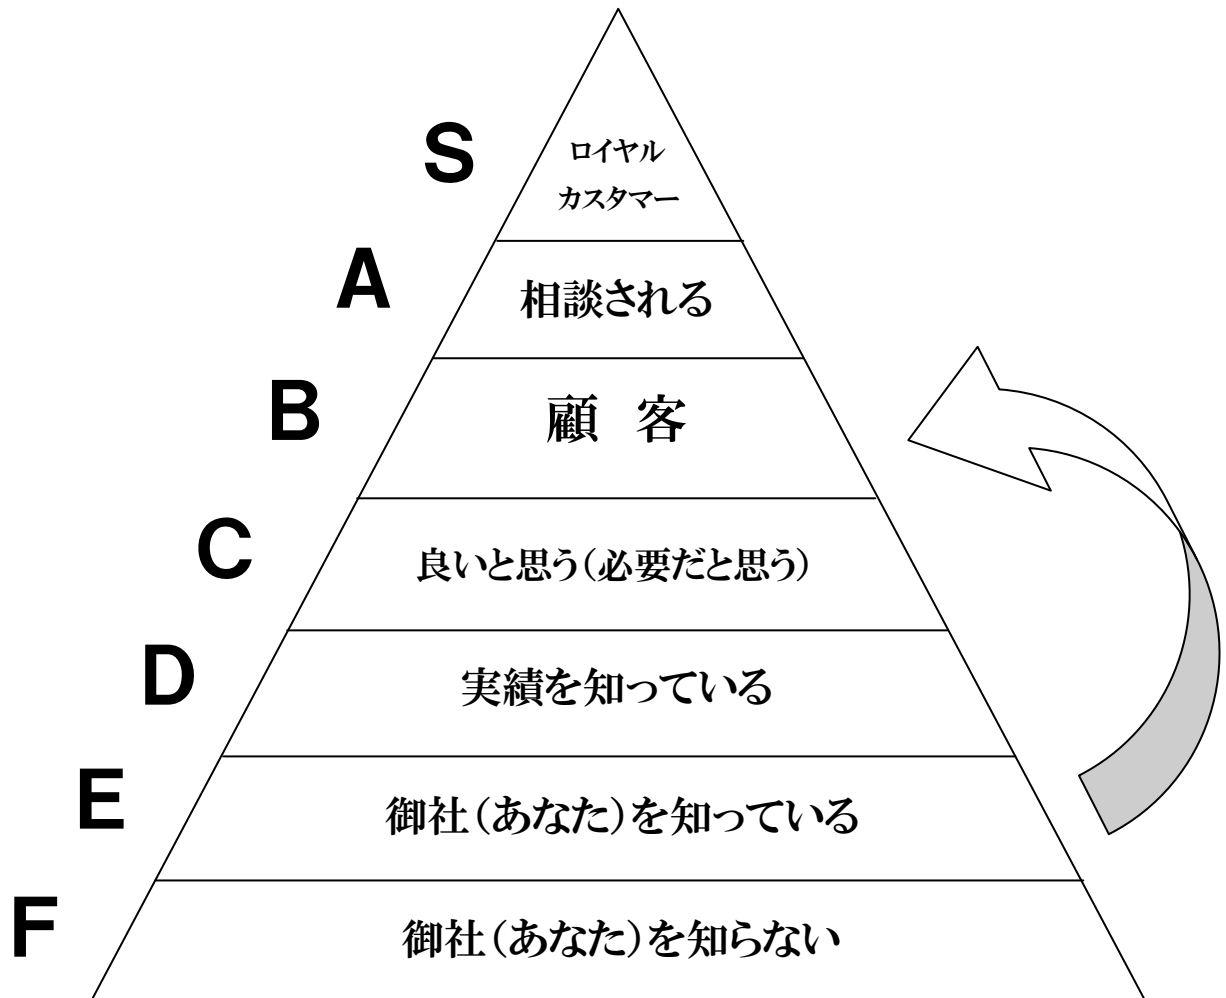 S
ロイヤル
カスタマー
A
相談される
B
顧 客
C
良いと思う(必要だと思う)
D
実績を知っている
E
御社(あなた)を知っている
F
御社(あなた)を知らない